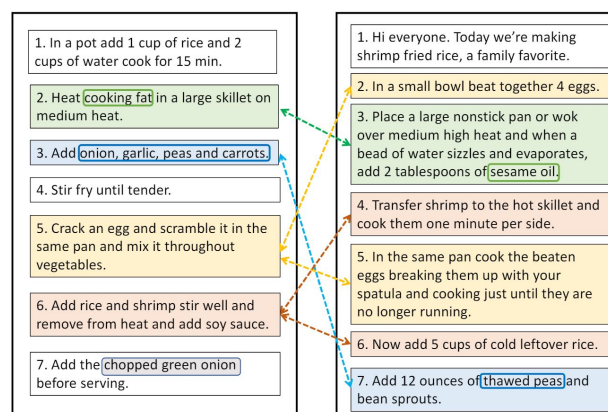 1. In a pot add 1 cup of rice and 2
cups of water cook for 15 min.
2. Heat cooking fat in a large skillet on
medium heat.
3. Add onion, garlic, peas and carrots.
4. Stir fry until tender.
5. Crack an egg and scramble it in the
same pan and mix it throughout
vegetables.
6. Add rice and shrimp stir well and
remove from heat and add soy sauce.
7. Add the chopped green onion
before serving.
1. Hi everyone. Today we’re making
shrimp fried rice, a family favorite.
2. In a small bowl beat together 4 eggs.
3. Place a large nonstick pan or wok
over medium high heat and when a
bead of water sizzles and evaporates,
add 2 tablespoons of sesame oil.
4. Transfer shrimp to the hot skillet and
cook them one minute per side.
5. In the same pan cook the beaten
eggs breaking them up with your
spatula and cooking just until they are
no longer running.
6. Now add 5 cups of cold leftover rice.
7. Add 12 ounces of thawed peas and
bean sprouts.